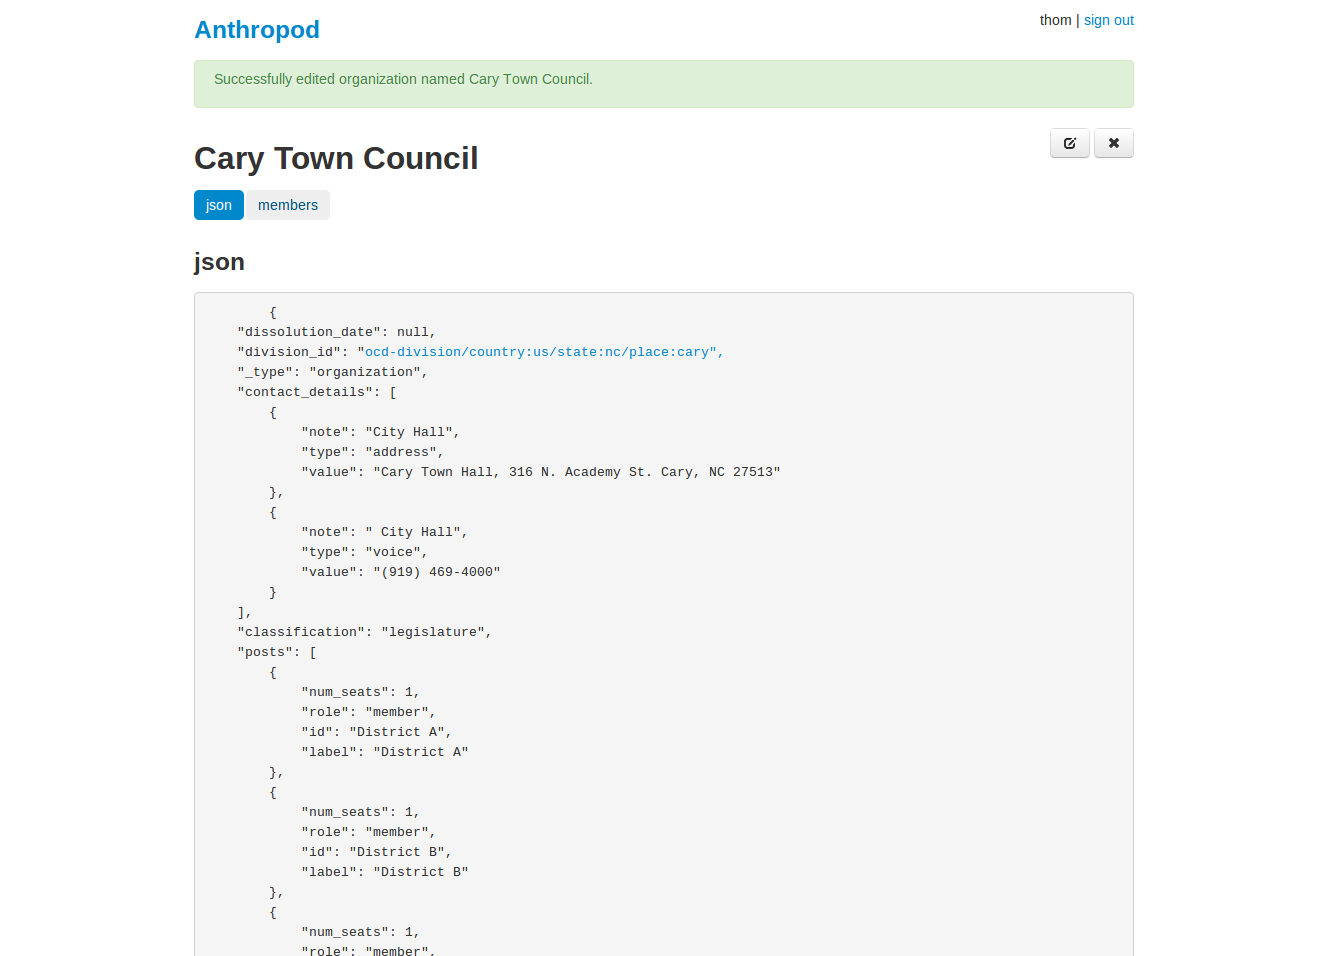 Anthropod
thom | sign out
Successfully edited organization named Cary Town Council.
Cary Town Council
json members
json
{
"dissolution_date": null,
"division_id": "ocd-division/country:us/state:nc/place:cary",
"_type": "organization",
"contact_details": [
{
"note": "City Hall",
"type": "address",
"value": "Cary Town Hall, 316 N. Academy St. Cary, NC 27513"
},
{
"note": " City Hall",
"type": "voice",
"value": "(919) 469-4000"
}
],
"classification": "legislature",
"posts": [
{
"num_seats": 1,
"role": "member",
"id": "District A",
"label": "District A"
},
{
"num_seats": 1,
"role": "member",
"id": "District B",
"label": "District B"
},
{
"num_seats": 1,
"role": "member",